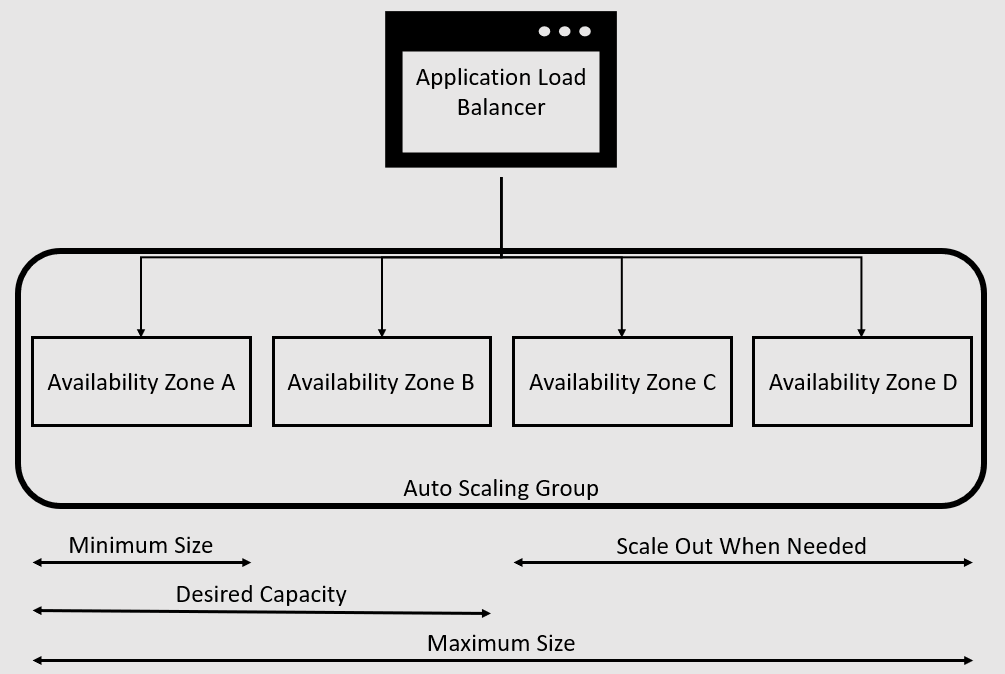 Application Load
Balancer
Availability Zone A
Availability Zone B
Availability Zone C
Availability Zone D
Auto Scaling Group
Minimum Size
Scale Out When Needed
Desired Capacity
Maximum Size